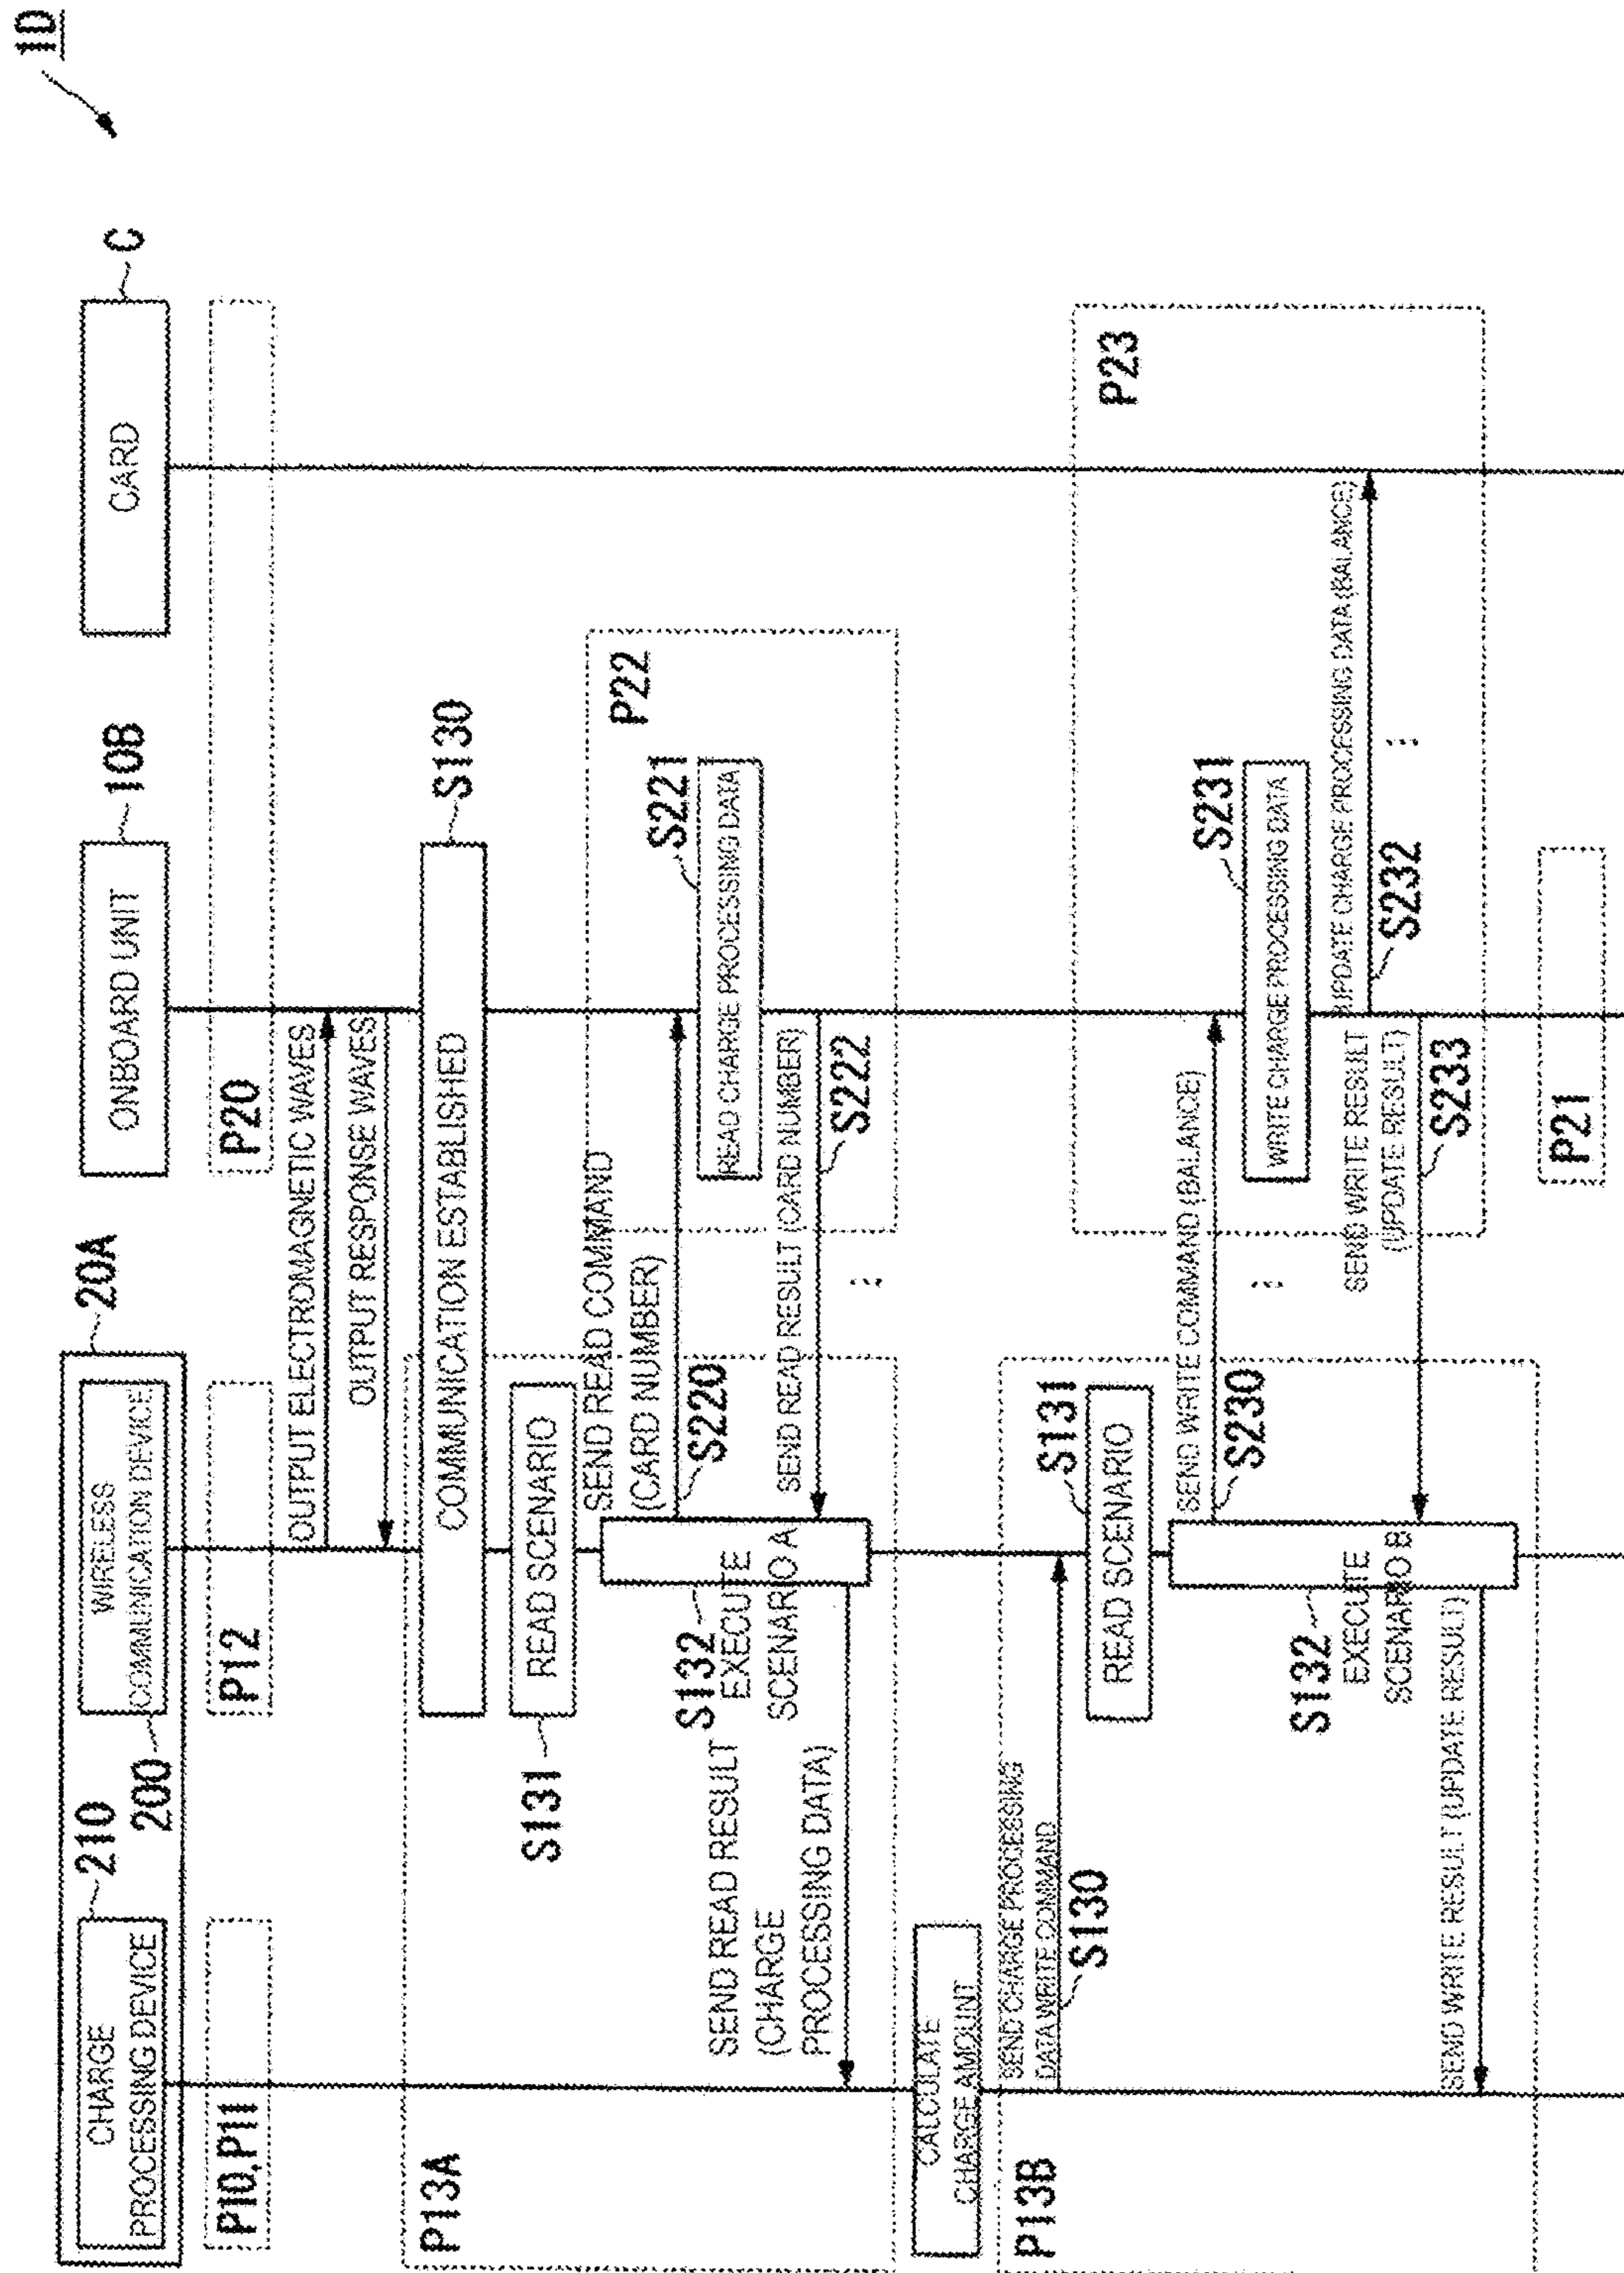 1D
210
20A
10B
C
CHARGE
PROCESSING DEVICE
200
WIRELESS
COMMUNICATION DEVICE
ONBOARD UNIT
CARD
P10,P11
P12
P20
OUTPUT ELECTROMAGNETIC WAVES
OUTPUT RESPONSE WAVES
P13A
COMMUNICATION ESTABLISHED
S130
S131
READ SCENARIO
SEND READ COMMAND
(CARD NUMBER)
S220
P22
S221
READ CHARGE PROCESSING DATA
S132
EXECUTE
SCENARIO A
SEND READ RESULT (CARD NUMBER)
S222
SEND READ RESULT
(CHARGE
PROCESSING DATA)
CALCULATE
CHARGE AMOUNT
P13B
SEND CHARGE PROCESSING
DATA WRITE COMMAND
S130
S131
READ SCENARIO
P23
SEND WRITE COMMAND (BALANCE)
S230
S231
WRITE CHARGE PROCESSING DATA
S132
EXECUTE
SCENARIO B
UPDATE CHARGE PROCESSING DATA (BALANCE)
S232
SEND WRITE RESULT
(UPDATE RESULT)
S233
SEND WRITE RESULT (UPDATE RESULT)
P21